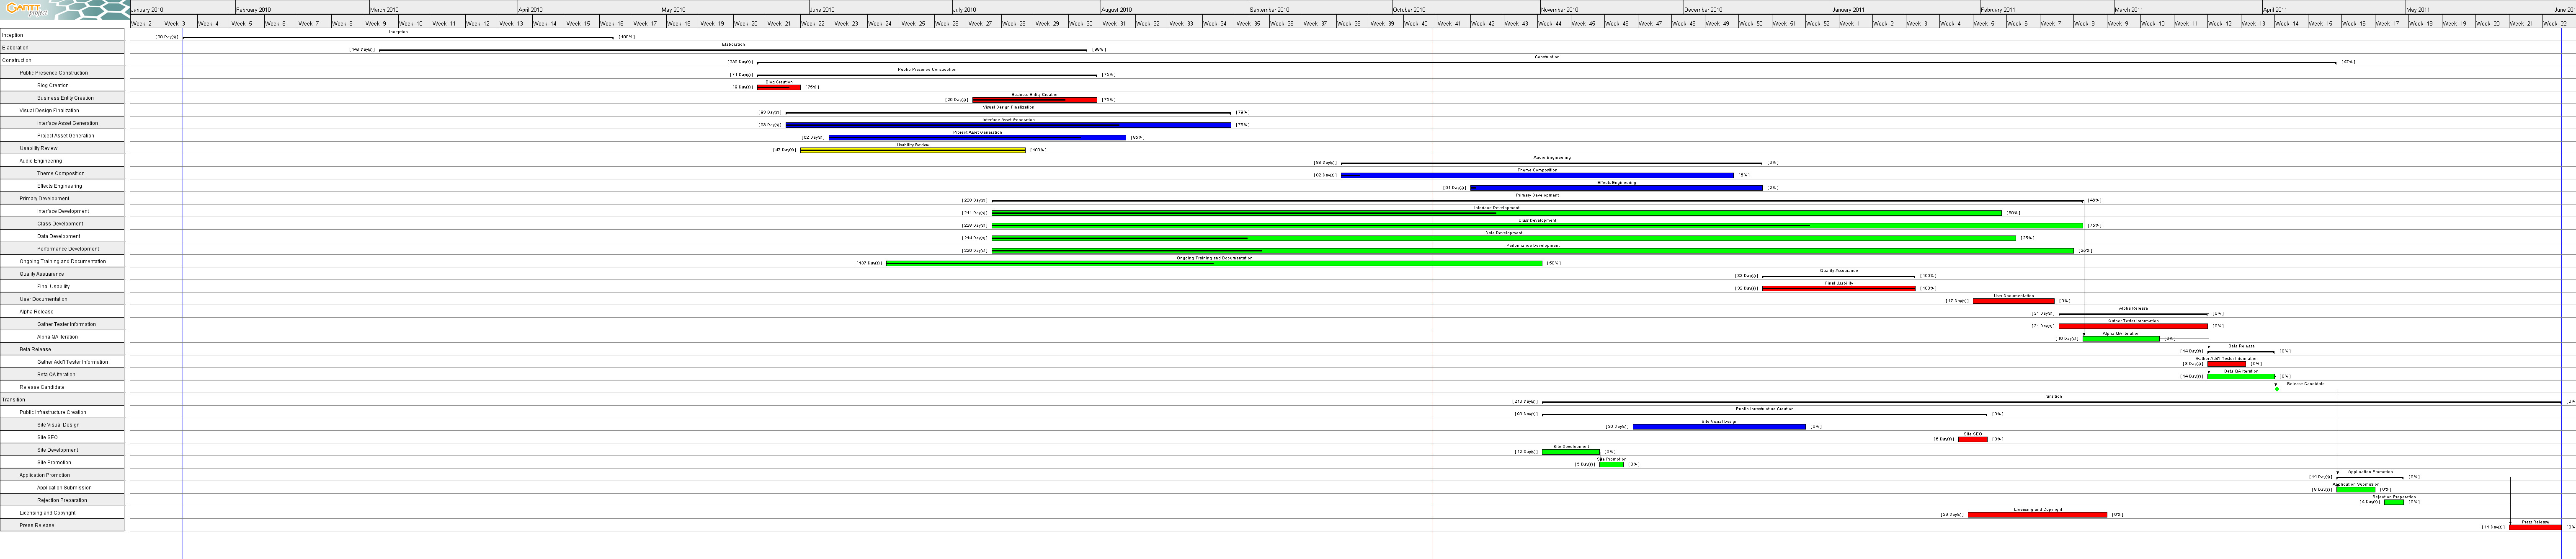 GANTT project
January 2010 February 2010 March 2010 April 2010 May 2010 June 2010 July 2010 August 2010 September 2010 October 2010 November 2010 December 2010 January 2011 February 2011 March 2011 April 2011 May 2011 June 2011
Week 2 Week 3 Week 4 Week 5 Week 6 Week 7 Week 8 Week 9 Week 10 Week 11 Week 12 Week 13 Week 14 Week 15 Week 16 Week 17 Week 18 Week 19 Week 20 Week 21 Week 22 Week 23 Week 24 Week 25 Week 26 Week 27 Week 28 Week 29 Week 30 Week 31 Week 32 Week 33 Week 34 Week 35 Week 36 Week 37 Week 38 Week 39 Week 40 Week 41 Week 42 Week 43 Week 44 Week 45 Week 46 Week 47 Week 48 Week 49 Week 50 Week 51 Week 52 Week 1 Week 2 Week 3 Week 4 Week 5 Week 6 Week 7 Week 8 Week 9 Week 10 Week 11 Week 12 Week 13 Week 14 Week 15 Week 16 Week 17 Week 18 Week 19 Week 20 Week 21 Week 22
Inception [ 90 Day(s) ] Inception [ 100% ]
Elaboration [ 148 Day(s) ] Elaboration [ 98% ]
Construction [ 330 Day(s) ] Construction [ 47% ]
Public Presence Construction [ 71 Day(s) ] Public Presence Construction [ 75% ]
Blog Creation [ 9 Day(s) ] Blog Creation [ 75% ]
Business Entity Creation [ 26 Day(s) ] Business Entity Creation [ 75% ]
Visual Design Finalization [ 93 Day(s) ] Visual Design Finalization [ 79% ]
Interface Asset Generation [ 93 Day(s) ] Interface Asset Generation [ 75% ]
Project Asset Generation [ 62 Day(s) ] Project Asset Generation [ 85% ]
Usability Review [ 47 Day(s) ] Usability Review [ 100% ]
Audio Engineering [ 88 Day(s) ] Audio Engineering [ 3% ]
Theme Composition [ 82 Day(s) ] Theme Composition [ 5% ]
Effects Engineering [ 61 Day(s) ] Effects Engineering [ 2% ]
Primary Development [ 228 Day(s) ] Primary Development [ 46% ]
Interface Development [ 211 Day(s) ] Interface Development [ 50% ]
Class Development [ 228 Day(s) ] Class Development [ 75% ]
Data Development [ 214 Day(s) ] Data Development [ 25% ]
Performance Development [ 226 Day(s) ] Performance Development [ 25% ]
Ongoing Training and Documentation [ 137 Day(s) ] Ongoing Training and Documentation [ 50% ]
Quality Assuarance [ 32 Day(s) ] Quality Assurance [ 100% ]
Final Usability [ 32 Day(s) ] Final Usability [ 100% ]
User Documentation [ 17 Day(s) ] User Documentation [ 0% ]
Alpha Release [ 31 Day(s) ] Alpha Release [ 0% ]
Gather Tester Information [ 31 Day(s) ] Gather Tester Information [ 0% ]
Alpha QA Iteration [ 16 Day(s) ] Alpha QA Iteration [ 0% ]
Beta Release [ 14 Day(s) ] Beta Release [ 0% ]
Gather Add'l Tester Information [ 8 Day(s) ] Gather Add'l Tester Information [ 0% ]
Beta QA Iteration [ 14 Day(s) ] Beta QA Iteration [ 0% ]
Release Candidate Release Candidate
Transition [ 213 Day(s) ] Transition [ 0%
Public Infrastructure Creation [ 93 Day(s) ] Public Infrastructure Creation [ 0% ]
Site Visual Design [ 36 Day(s) ] Site Visual Design [ 0% ]
Site SEO [ 6 Day(s) ] Site SEO [ 0% ]
Site Development [ 12 Day(s) ] Site Development [ 0% ]
Site Promotion [ 5 Day(s) ] Site Promotion [ 0% ]
Application Promotion [ 14 Day(s) ] Application Promotion [ 0% ]
Application Submission [ 8 Day(s) ] Application Submission [ 0% ]
Rejection Preparation [ 4 Day(s) ] Rejection Preparation [ 0% ]
Licensing and Copyright [ 29 Day(s) ] Licensing and Copyright [ 0% ]
Press Release [ 11 Day(s) ] Press Release [ 0%